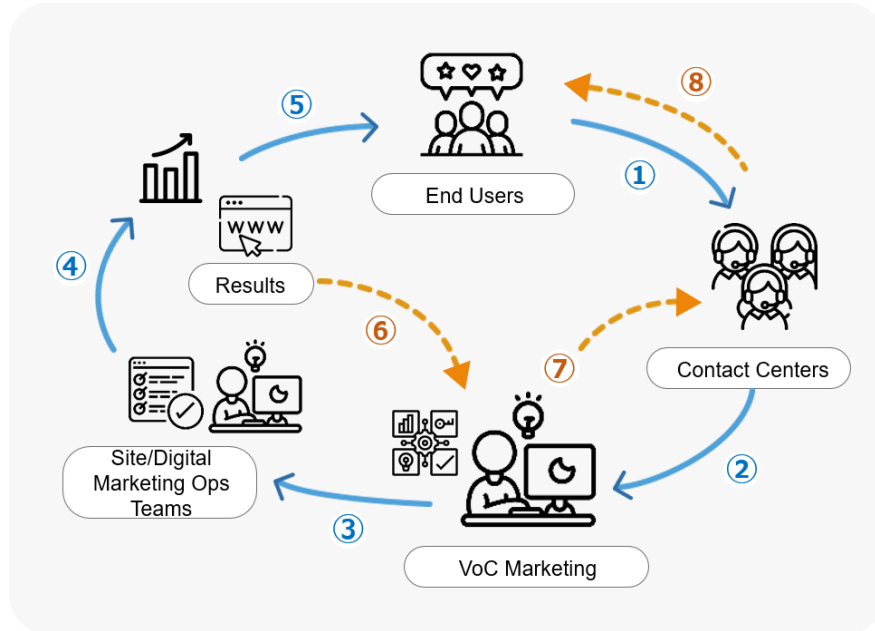 ⑤
⑧
End Users
①
WWW
④
Results
⑥
⑦
Contact Centers
Site/Digital
Marketing Ops
Teams
②
③
VoC Marketing